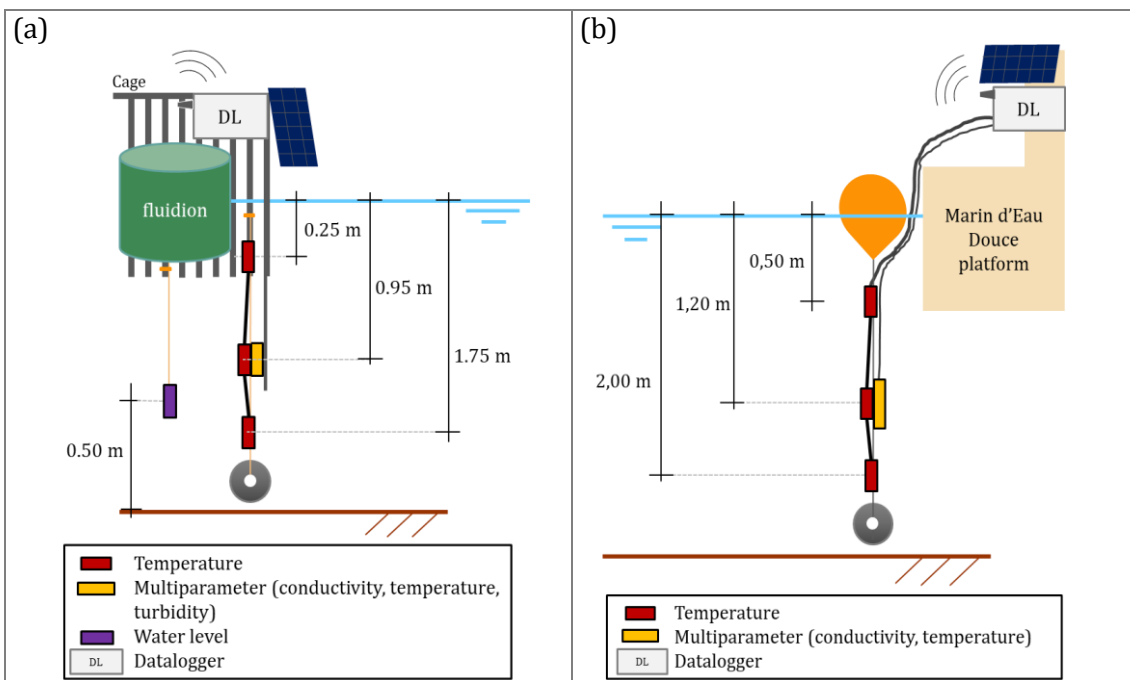 (a)
Cage
DL
fluidion
0.25 m
0.95 m
1.75 m
0.50 m
Temperature
Multiparameter (conductivity, temperature,
turbidity)
Water level
DL
Datalogger
(b)
DL
Marin d'Eau
Douce
platform
0,50 m
1,20 m
2,00 m
Temperature
Multiparameter (conductivity, temperature)
DL
Datalogger